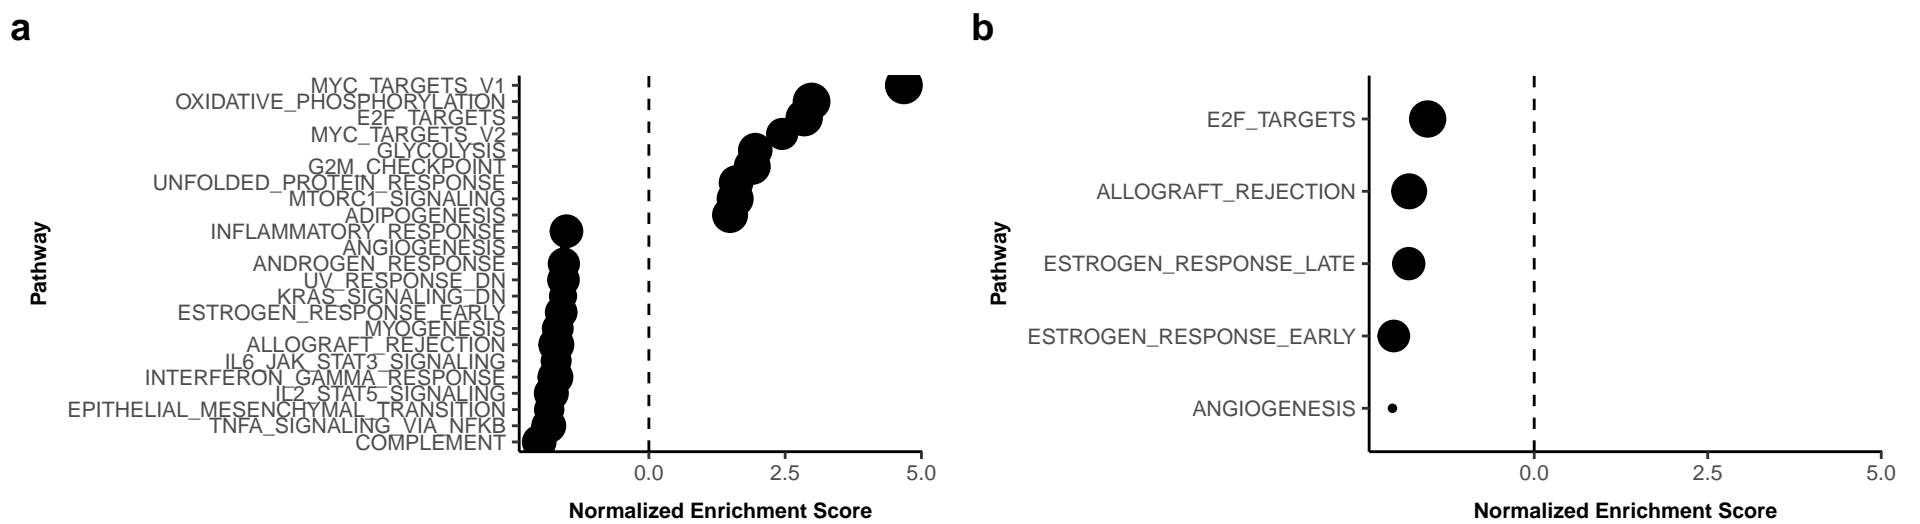 a
MYC_TARGETS_V1
OXIDATIVE_PHOSPHORYLATION
E2F_TARGETS
MYC_TARGETS_V2
GLYCOLYSIS
G2M_CHECKPOINT
UNFOLDED_PROTEIN_RESPONSE
MTORC1_SIGNALING
ADIPOGENESIS
INFLAMMATORY_RESPONSE
ANGIOGENESIS
ANDROGEN_RESPONSE
UV_RESPONSE_DN
KRAS_SIGNALING_DN
ESTROGEN_RESPONSE_EARLY
MYOGENESIS
ALLOGRAFT_REJECTION
IL6_JAK_STAT3_SIGNALING
INTERFERON_GAMMA_RESPONSE
IL2_STAT5_SIGNALING
EPITHELIAL_MESENCHYMAL_TRANSITION
TNFA_SIGNALING_VIA_NFKB
COMPLEMENT
Pathway
0.0 2.5 5.0
Normalized Enrichment Score
b
E2F_TARGETS
ALLOGRAFT_REJECTION
ESTROGEN_RESPONSE_LATE
ESTROGEN_RESPONSE_EARLY
ANGIOGENESIS
Pathway
0.0 2.5 5.0
Normalized Enrichment Score